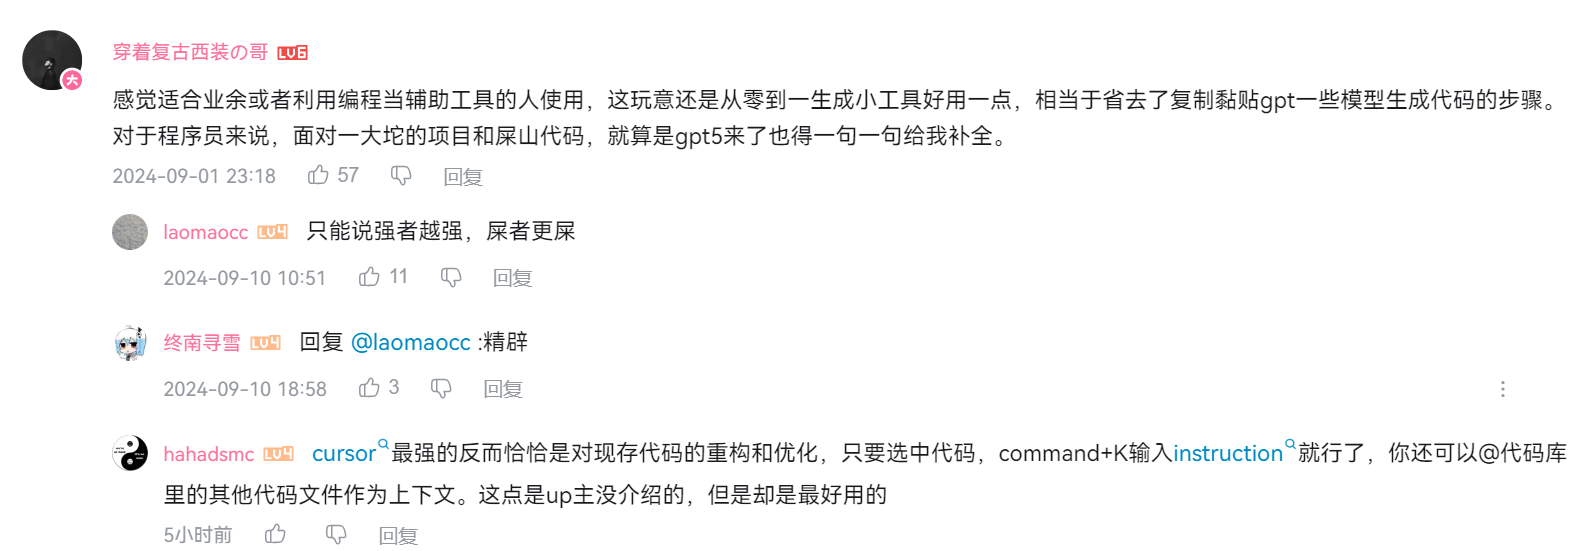 穿着复古西装の哥 LV6
感觉适合业余或者利用编程当辅助工具的人使用，这玩意还是从零到一生成小工具好用一点，相当于省去了复制黏贴gpt一些模型生成代码的步骤。
对于程序员来说，面对一大坨的项目和屎山代码，就算是gpt5来了也得一句一句给我补全。
2024-09-01 23:18 57 回复
laomaocc LV4 只能说强者越强，屎者更屎
2024-09-10 10:51 11 回复
终南寻雪 LV4 回复 @laomaocc :精辟
2024-09-10 18:58 3 回复
hahadsmc LV4 cursor最强的反而恰恰是对现存代码的重构和优化，只要选中代码，command+K输入instruction就行了，你还可以@代码库
里的其他代码文件作为上下文。这点是up主没介绍的，但是却是最好用的
5小时前 回复